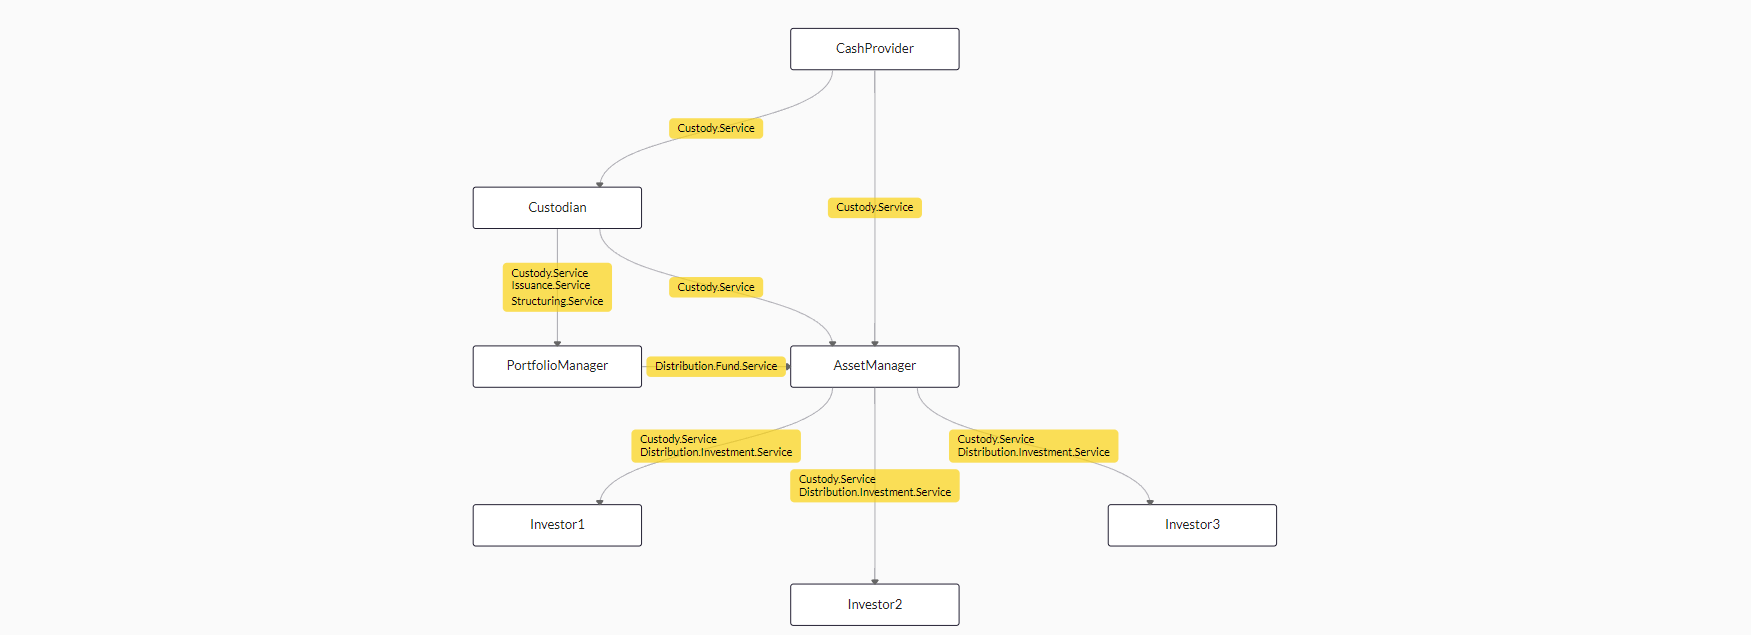 CashProvider
Custody.Service
Custodian
Custody.Service
Custody.Service
Issuance.Service
Structuring.Service
Custody.Service
PortfolioManager
Distribution.Fund.Service
AssetManager
Custody.Service
Distribution.Investment.Service
Custody.Service
Distribution.Investment.Service
Custody.Service
Distribution.Investment.Service
Investor1
Investor3
Investor2